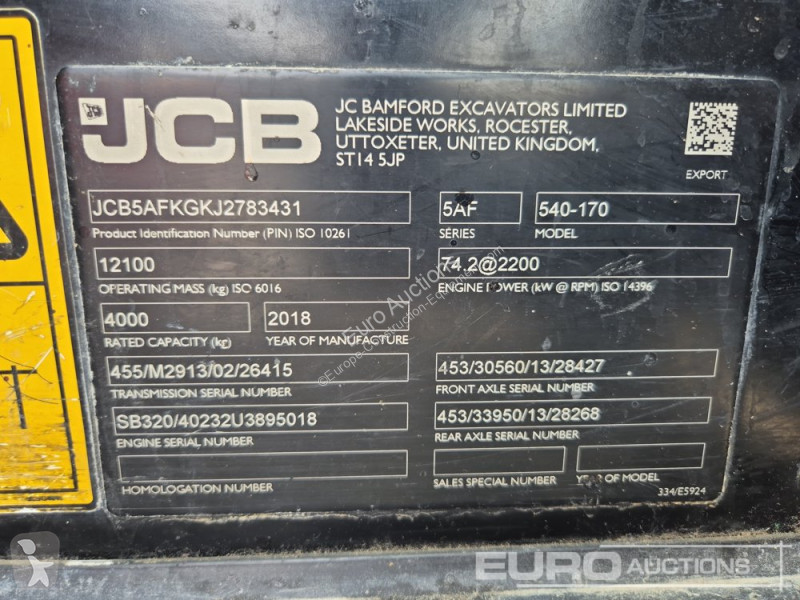 JCB
JC BAMFORD EXCAVATORS LIMITED
LAKESIDE WORKS, ROCESTER,
UTTOXETER, UNITED KINGDOM,
ST14 5JP
EXPORT
JCB5AFKGKJ2783431
Product Identification Number (PIN) ISO 10261
5AF
SERIES
540-170
MODEL
12100
OPERATING MASS (kg) ISO 6016
74.2@2200
ENGINE POWER (kW @ RPM) ISO 14396
4000
RATED CAPACITY (kg)
2018
YEAR OF MANUFACTURE
455/M2913/02/26415
TRANSMISSION SERIAL NUMBER
453/30560/13/28427
FRONT AXLE SERIAL NUMBER
SB320/40232U3895018
ENGINE SERIAL NUMBER
453/33950/13/28268
REAR AXLE SERIAL NUMBER
HOMOLOGATION NUMBER
SALES SPECIAL NUMBER
YEAR OF MODEL
334/E5924
T
EURO
AUCTIONS